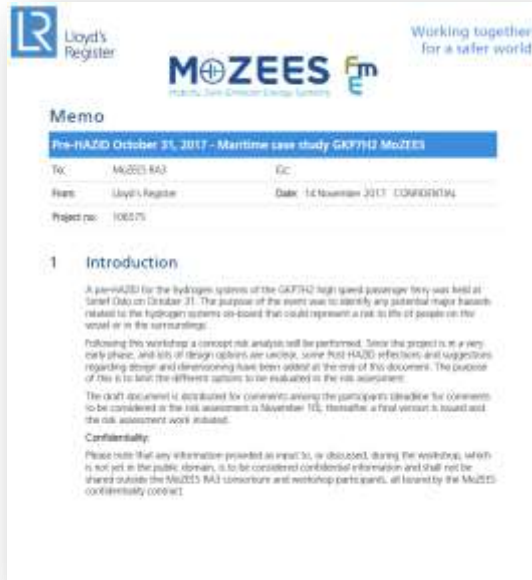 Lloyd's
Register
Working together
for a safer world
MoZEES FME
Mobility Zero Emission Energy Systems
Memo
Pre-HAZID October 31, 2017 - Maritime case study GKP7H2 MoZEES
To: MoZEES RA3 Cc:
From: Lloyd's Register Date: 14 November 2017 CONFIDENTIAL
Project no: 106575
1 Introduction
A pre-HAZID for the hydrogen systems of the GKP7H2 high speed passenger ferry was held at
Sintef Oslo on October 31. The purpose of the event was to identify any potential major hazards
related to the hydrogen systems on-board that could represent a risk to life of people on the
vessel or in the surroundings.
Following this workshop a concept risk analysis will be performed. Since the project is in a very
early phase, and lots of design options are unclear, some Post-HAZID reflections and suggestions
regarding design and dimensioning have been added at the end of this document. The purpose
of this is to limit the different options to be evaluated in the risk assessment.
The draft document is distributed for comments among the participants (deadline for comments
to be considered in the risk assessment is November 10), thereafter a final version is issued and
the risk assessment work initiated.
Confidentiality:
Please note that any information provided as input to, or discussed, during the workshop, which
is not yet in the public domain, is to be considered confidential information and shall not be
shared outside the MoZEES RA3 consortium and workshop participants, all bound by the MoZEES
confidentiality contract.